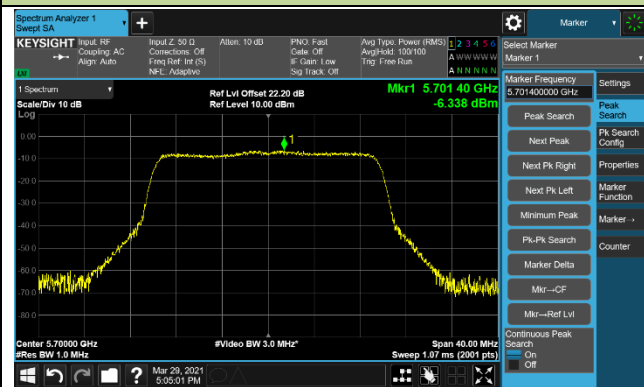 Spectrum Analyzer 1
Swept SA
+
Marker
KEYSIGHT
Input: RF
Coupling: AC
Align: Auto
Input Z: 50 Ω
Corrections: Off
Freq Ref: Int (S)
NFE: Adaptive
Atten: 10 dB
PNO: Fast
Gate: Off
IF Gain: Low
Sig Track: Off
Avg Type: Power (RMS)
Avg|Hold: 100/100
Trig: Free Run
1 2 3 4 5 6
A W W W W W
A N N N N N
LXI
Select Marker
Marker 1
1 Spectrum
Scale/Div 10 dB
Log
Ref Lvl Offset 22.20 dB
Ref Level 10.00 dBm
Mkr1 5.701 40 GHz
-6.338 dBm
0.00
-10.0
-20.0
-30.0
-40.0
-50.0
-60.0
-70.0
-80.0
1
Center 5.70000 GHz
#Res BW 1.0 MHz
#Video BW 3.0 MHz*
Span 40.00 MHz
Sweep 1.07 ms (2001 pts)
Marker Frequency
5.701400000 GHz
Peak Search
Next Peak
Next Pk Right
Next Pk Left
Minimum Peak
Pk-Pk Search
Marker Delta
Mkr→CF
Mkr→Ref Lvl
Continuous Peak
Search
On
Off
Settings
Peak
Search
Pk Search
Config
Properties
Marker
Function
Marker→
Counter
?
Mar 29, 2021
5:05:01 PM